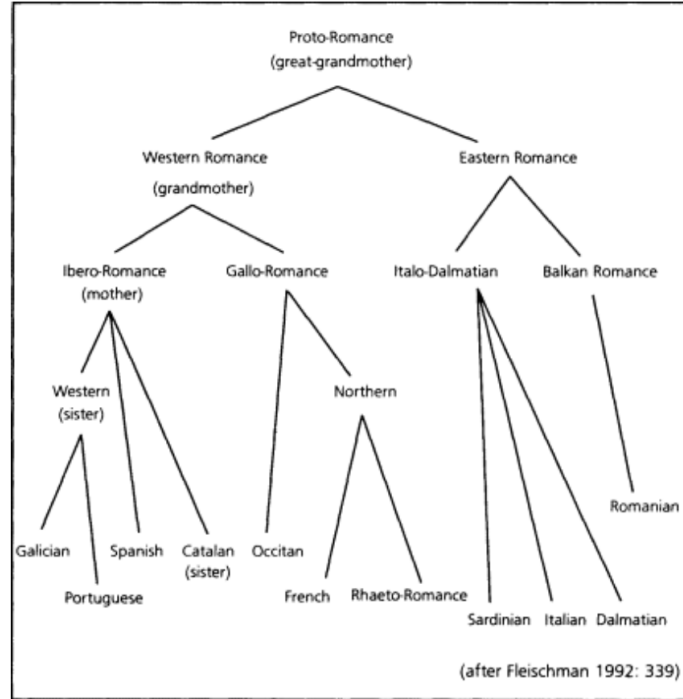 Proto-Romance
(great-grandmother)
Western Romance
(grandmother)
Eastern Romance
Ibero-Romance
(mother)
Gallo-Romance
Italo-Dalmatian
Balkan Romance
Western
(sister)
Northern
Romanian
Galician
Spanish
Catalan
(sister)
Occitan
Portuguese
French
Rhaeto-Romance
Sardinian
Italian
Dalmatian
(after Fleischman 1992: 339)